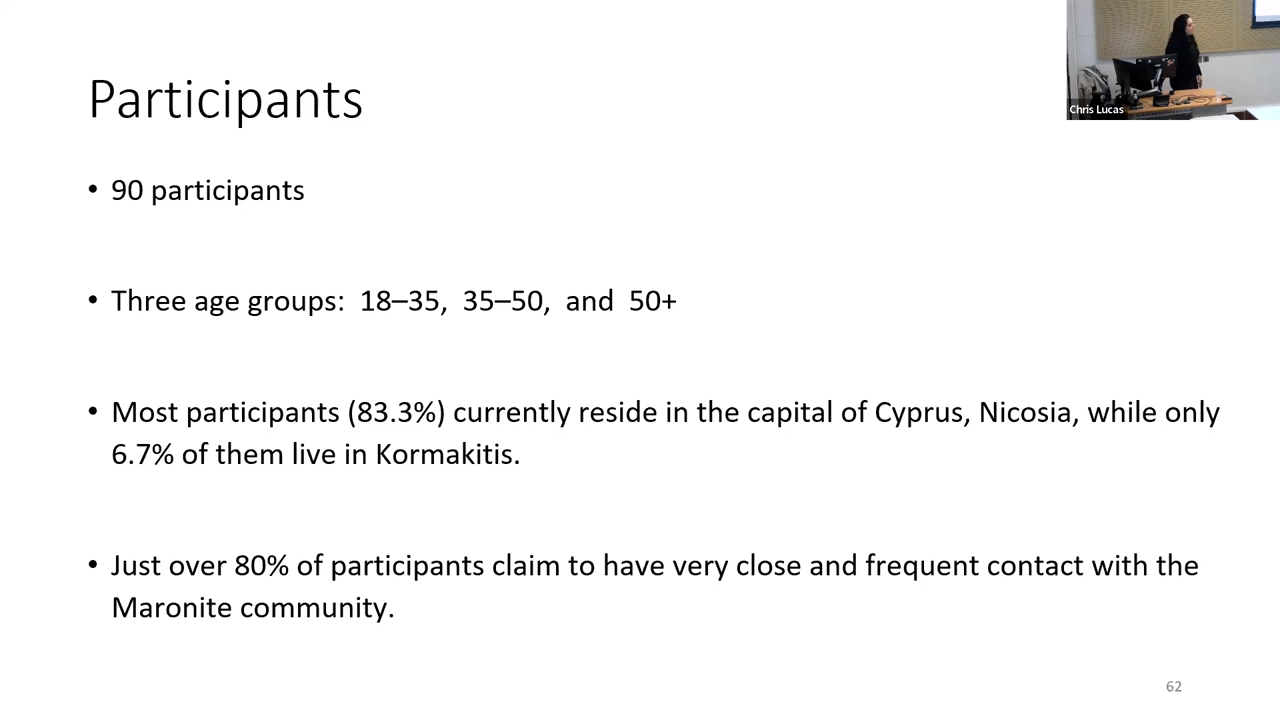 Participants
Chris Lucas
• 90 participants
• Three age groups:  18–35,  35–50,  and  50+
• Most participants (83.3%) currently reside in the capital of Cyprus, Nicosia, while only
6.7% of them live in Kormakitis.
• Just over 80% of participants claim to have very close and frequent contact with the
Maronite community.
62